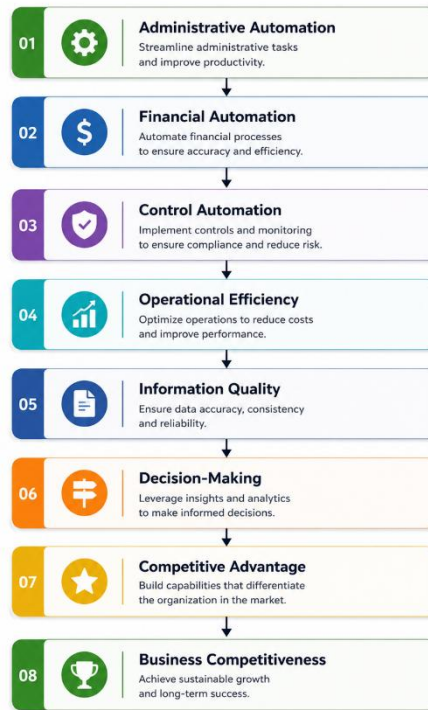 01
Administrative Automation
Streamline administrative tasks
and improve productivity.
02
Financial Automation
Automate financial processes
to ensure accuracy and efficiency.
03
Control Automation
Implement controls and monitoring
to ensure compliance and reduce risk.
04
Operational Efficiency
Optimize operations to reduce costs
and improve performance.
05
Information Quality
Ensure data accuracy, consistency
and reliability.
06
Decision-Making
Leverage insights and analytics
to make informed decisions.
07
Competitive Advantage
Build capabilities that differentiate
the organization in the market.
08
Business Competitiveness
Achieve sustainable growth
and long-term success.